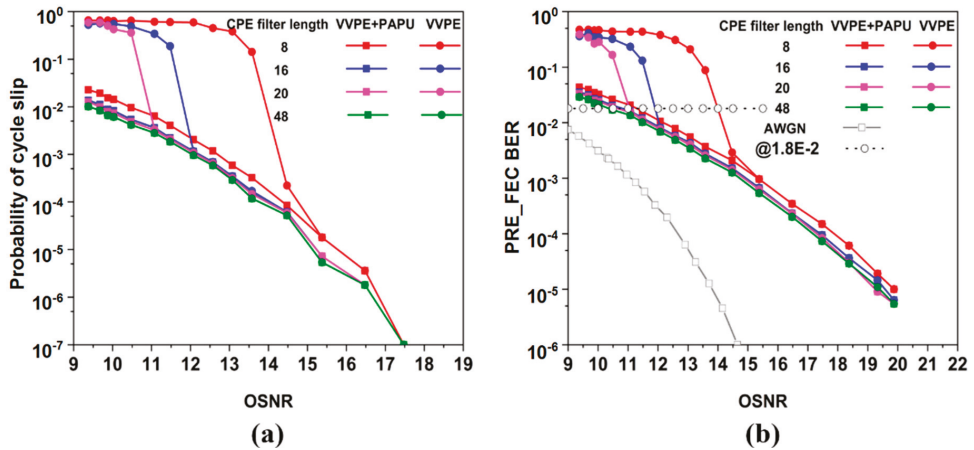 Probability of cycle slip
10^0
10^-1
10^-2
10^-3
10^-4
10^-5
10^-6
10^-7
CPE filter length VVPE+PAPU VVPE
8
16
20
48
9 10 11 12 13 14 15 16 17 18 19
OSNR
(a)
PRE_FEC BER
10^0
10^-1
10^-2
10^-3
10^-4
10^-5
10^-6
CPE filter length VVPE+PAPU VVPE
8
16
20
48
AWGN
@1.8E-2
9 10 11 12 13 14 15 16 17 18 19 20 21 22
OSNR
(b)